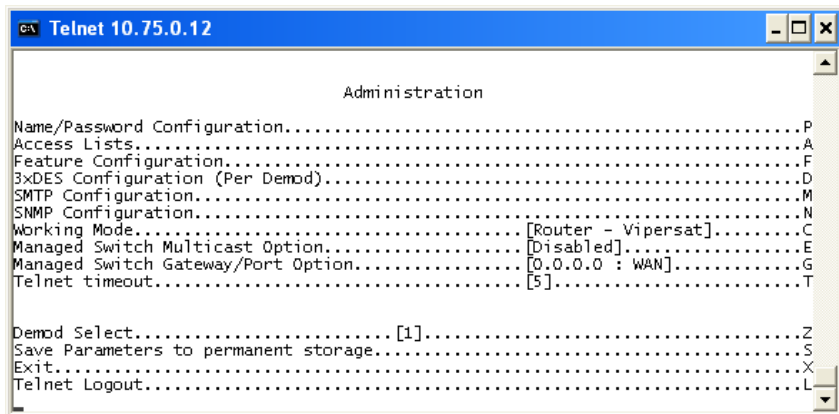 Telnet 10.75.0.12
Administration
Name/Password Configuration....................................................P
Access Lists...................................................................A
Feature Configuration..........................................................F
3xDES Configuration (Per Demod)................................................D
SMTP Configuration.............................................................M
SNMP Configuration.............................................................N
Working Mode.......................................[Router - Vipersat].........C
Managed Switch Multicast Option....................[Disabled]..................E
Managed Switch Gateway/Port Option.................[0.0.0.0 : WAN].............G
Telnet timeout.....................................[5].........................T
Demod Select..........................[1]......................................Z
Save Parameters to permanent storage...........................................S
Exit...........................................................................X
Telnet Logout..................................................................L